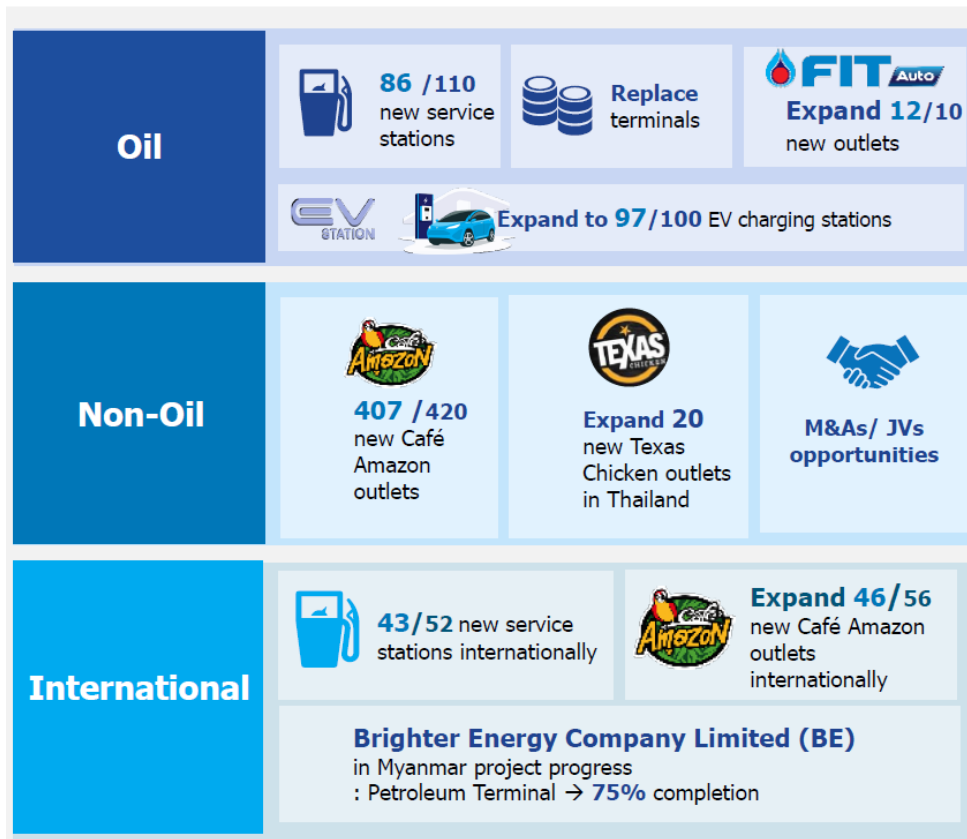 Oil
86 /110
new service
stations
Replace
terminals
FIT Auto
Expand 12/10
new outlets
EV
STATION
Expand to 97/100 EV charging stations
Non-Oil
Café
Amazon
407 /420
new Café
Amazon
outlets
TEXAS
CHICKEN
Expand 20
new Texas
Chicken outlets
in Thailand
M&As/ JVs
opportunities
International
43/52 new service
stations internationally
Café
Amazon
Expand 46/56
new Café Amazon
outlets
internationally
Brighter Energy Company Limited (BE)
in Myanmar project progress
: Petroleum Terminal → 75% completion